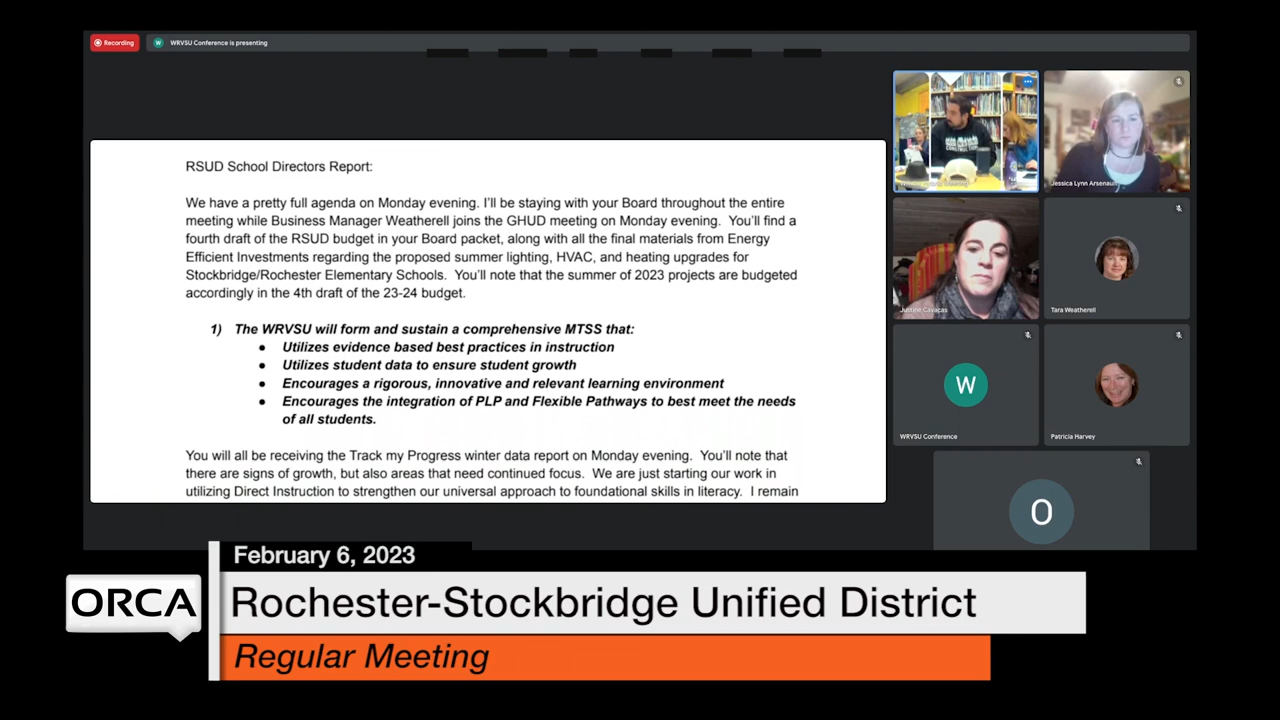 Recording
W
WRVSU Conference is presenting
RSUD School Directors Report:
We have a pretty full agenda on Monday evening. I'll be staying with your Board throughout the entire
meeting while Business Manager Weatherell joins the GHUD meeting on Monday evening.  You'll find a
fourth draft of the RSUD budget in your Board packet, along with all the final materials from Energy
Efficient Investments regarding the proposed summer lighting, HVAC, and heating upgrades for
Stockbridge/Rochester Elementary Schools.  You'll note that the summer of 2023 projects are budgeted
accordingly in the 4th draft of the 23-24 budget.
1) The WRVSU will form and sustain a comprehensive MTSS that:
● Utilizes evidence based best practices in instruction
● Utilizes student data to ensure student growth
● Encourages a rigorous, innovative and relevant learning environment
● Encourages the integration of PLP and Flexible Pathways to best meet the needs
of all students.
You will all be receiving the Track my Progress winter data report on Monday evening.  You'll note that
there are signs of growth, but also areas that need continued focus.  We are just starting our work in
utilizing Direct Instruction to strengthen our universal approach to foundational skills in literacy.  I remain
Jessica Lynn Arsenault
Justine Cavacas
Tara Weatherell
W
WRVSU Conference
Patricia Harvey
O
February 6, 2023
ORCA
Rochester-Stockbridge Unified District
Regular Meeting